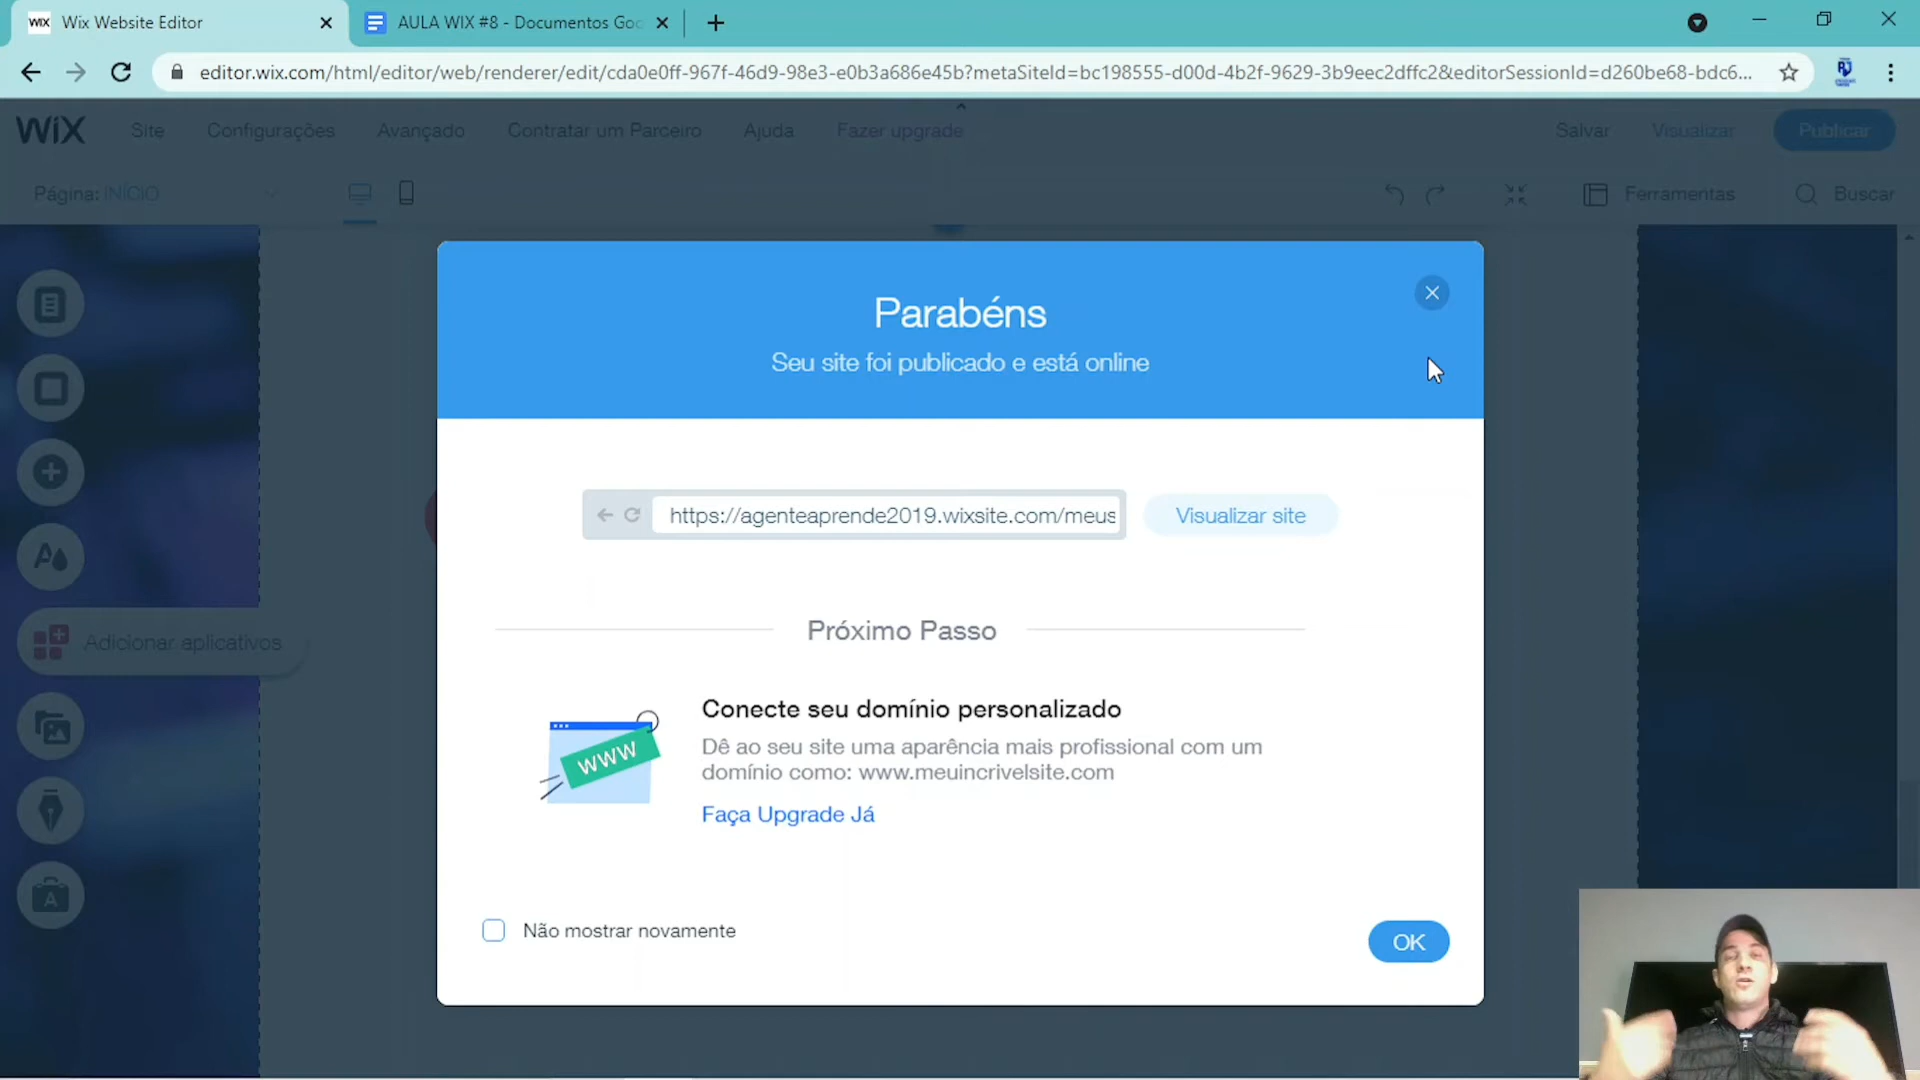 WiX Wix Website Editor
AULA WIX #8 - Documentos Goo
editor.wix.com/html/editor/web/renderer/edit/cda0e0ff-967f-46d9-98e3-e0b3a686e45b?metaSiteId=bc198555-d00d-4b2f-9629-3b9eec2dffc2&editorSessionId=d260be68-bdc6...
WiX Site Configurações Avançado Contratar um Parceiro Ajuda Fazer upgrade Salvar Visualizar Publicar
Página: INÍCIO Ferramentas Buscar
Parabéns
Seu site foi publicado e está online
https://agenteaprende2019.wixsite.com/meus
Visualizar site
Próximo Passo
Adicionar aplicativos
Conecte seu domínio personalizado
Dê ao seu site uma aparência mais profissional com um
domínio como: www.meuincrivelsite.com
WWW
Faça Upgrade Já
Não mostrar novamente
OK